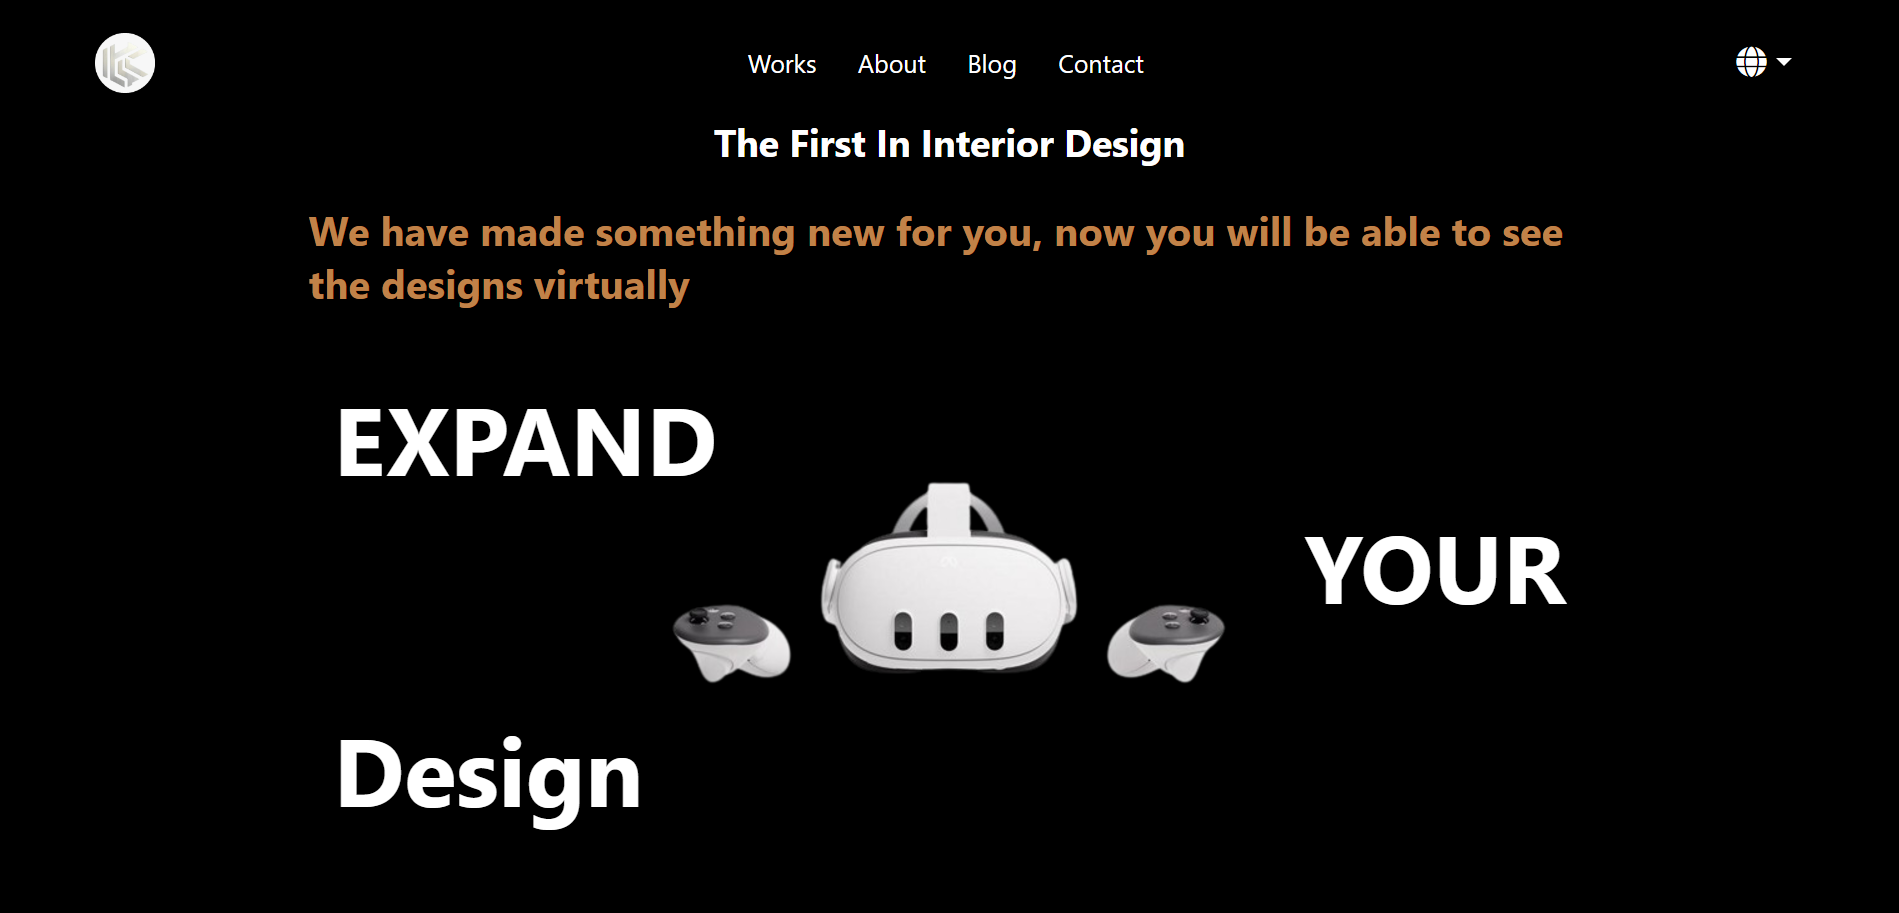 Works About Blog Contact
The First In Interior Design
We have made something new for you, now you will be able to see
the designs virtually
EXPAND
YOUR
Design